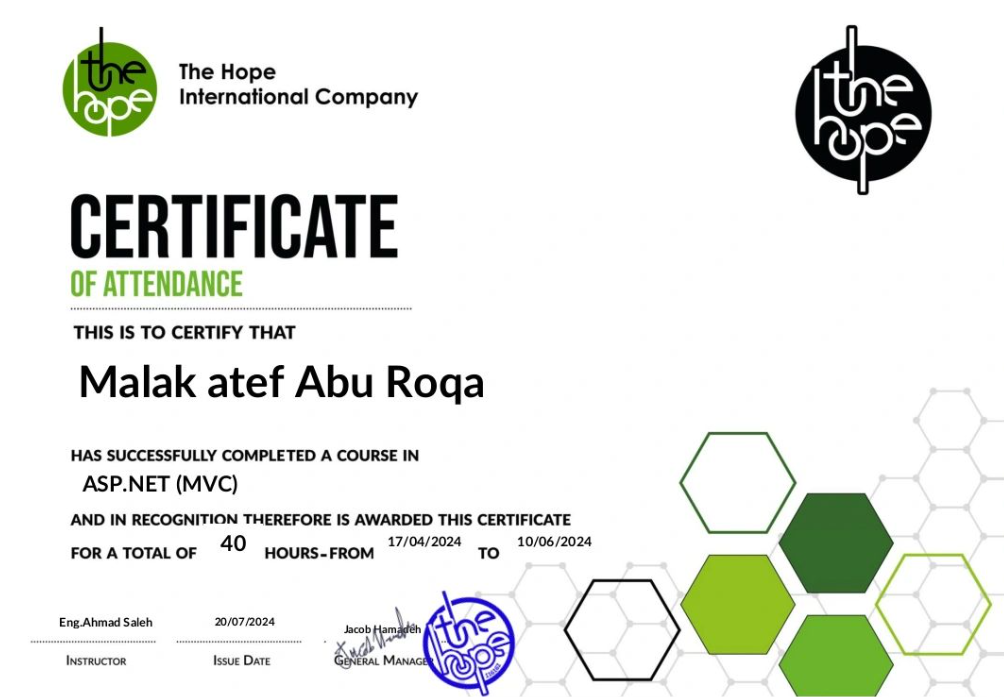 the hope
The Hope
International Company
the hope
CERTIFICATE
OF ATTENDANCE
THIS IS TO CERTIFY THAT
Malak atef Abu Roqa
HAS SUCCESSFULLY COMPLETED A COURSE IN
ASP.NET (MVC)
AND IN RECOGNITION THEREFORE IS AWARDED THIS CERTIFICATE
FOR A TOTAL OF 40 HOURS-FROM 17/04/2024 TO 10/06/2024
Eng.Ahmad Saleh 20/07/2024 Jacob Hamadeh
INSTRUCTOR ISSUE DATE GENERAL MANAGER
the hope